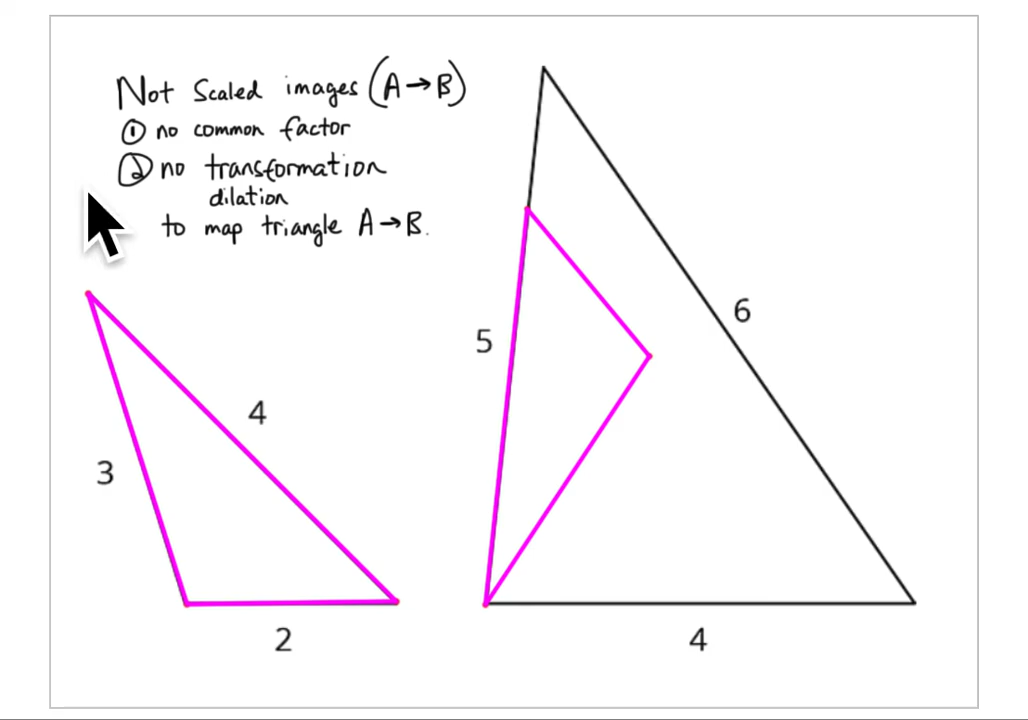 Not Scaled images (A→B)
① no common factor
② no transformation
dilation
to map triangle A→B.
5
6
4
3
2
4